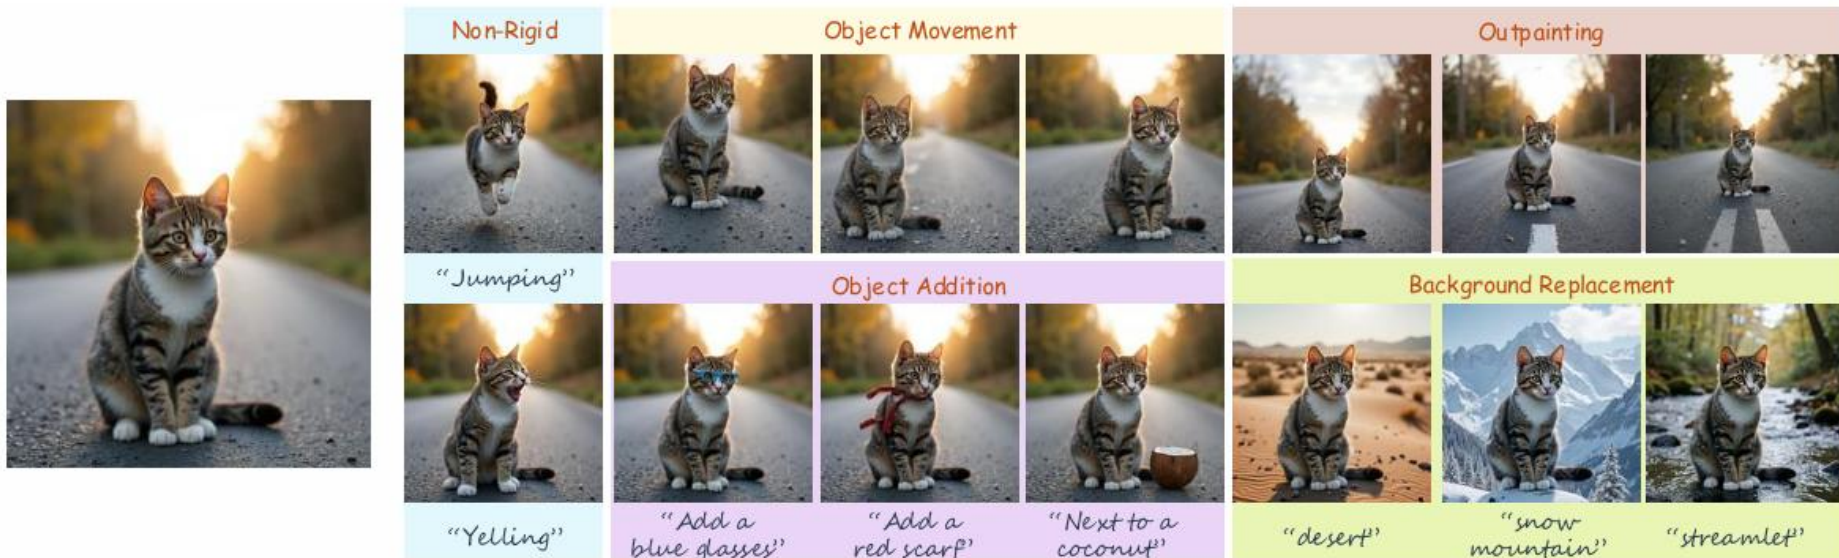 Non-Rigid
Object Movement
Outpainting
“Jumping”
Object Addition
Background Replacement
“Yelling”
“Add a
blue glasses”
“Add a
red scarf”
“Next to a
coconut”
“desert”
“snow
mountain”
“streamlet”